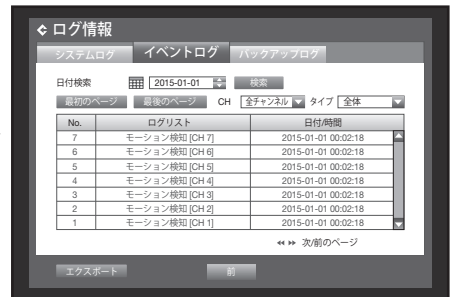 ログ情報
システムログ イベントログ バックアップログ
日付検索 2015-01-01 検索
最初のページ 最後のページ CH 全チャンネル タイプ 全体
No. ログリスト 日付/時間
7 モーション検知 [CH 7] 2015-01-01 00:02:18
6 モーション検知 [CH 6] 2015-01-01 00:02:18
5 モーション検知 [CH 5] 2015-01-01 00:02:18
4 モーション検知 [CH 4] 2015-01-01 00:02:18
3 モーション検知 [CH 3] 2015-01-01 00:02:18
2 モーション検知 [CH 2] 2015-01-01 00:02:18
1 モーション検知 [CH 1] 2015-01-01 00:02:18
次/前のページ
エクスポート 前